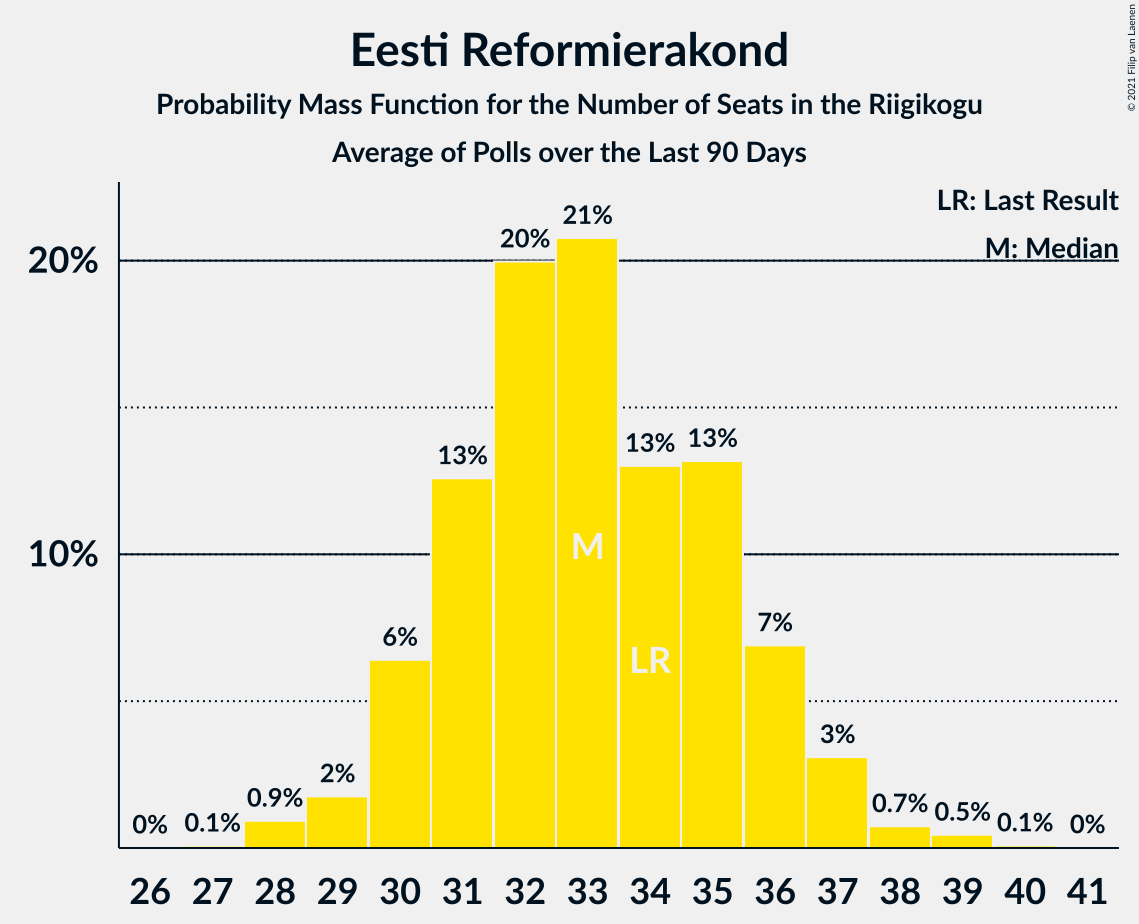 Eesti Reformierakond
Probability Mass Function for the Number of Seats in the Riigikogu
Average of Polls over the Last 90 Days
© 2021 Filip van Laenen
LR: Last Result
M: Median
20%
10%
0%
0.1%
0.9%
2%
6%
13%
20%
21%
13%
13%
7%
3%
0.7%
0.5%
0.1%
0%
M
LR
26 27 28 29 30 31 32 33 34 35 36 37 38 39 40 41